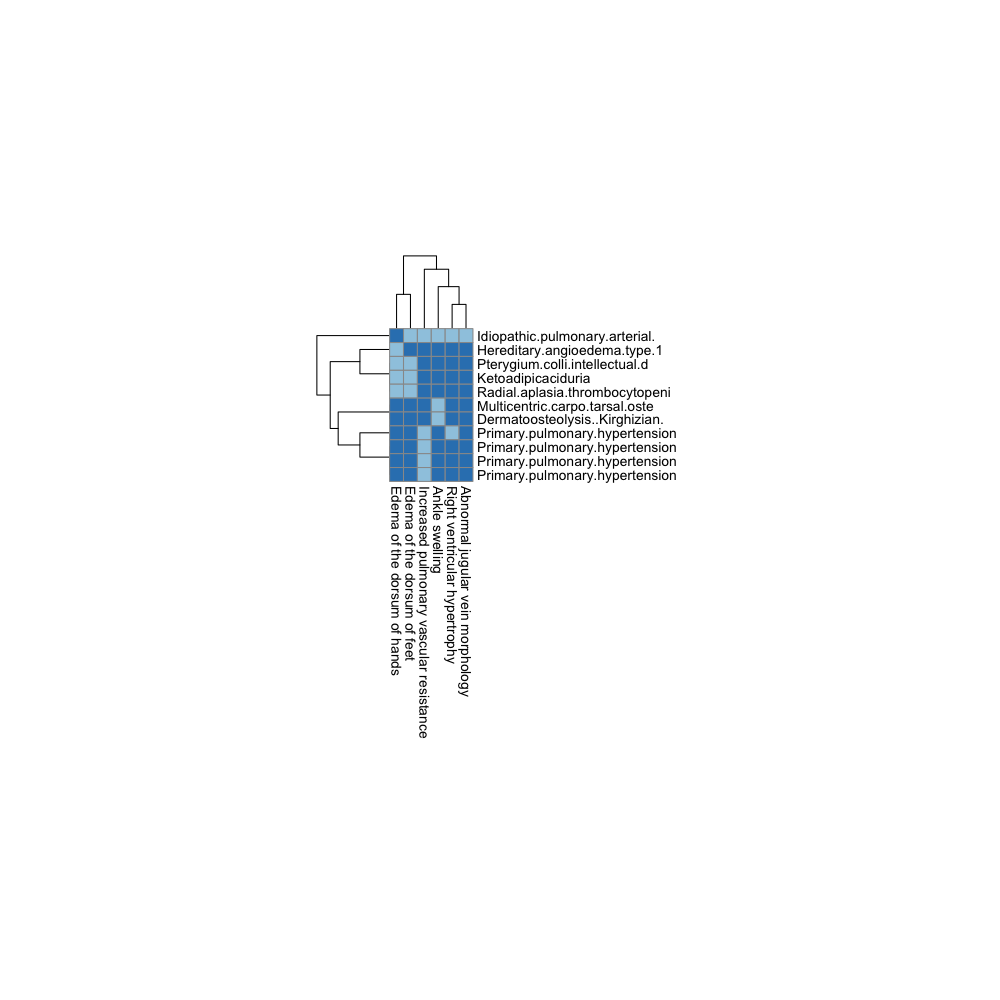 Idiopathic.pulmonary.arterial.
Hereditary.angioedema.type.1
Pterygium.colli.intellectual.d
Ketoadipicaciduria
Radial.aplasia.thrombocytopeni
Multicentric.carpo.tarsal.oste
Dermatoosteolysis..Kirghizian.
Primary.pulmonary.hypertension
Primary.pulmonary.hypertension
Primary.pulmonary.hypertension
Primary.pulmonary.hypertension
Edema of the dorsum of hands
Edema of the dorsum of feet
Increased pulmonary vascular resistance
Ankle swelling
Right ventricular hypertrophy
Abnormal jugular vein morphology